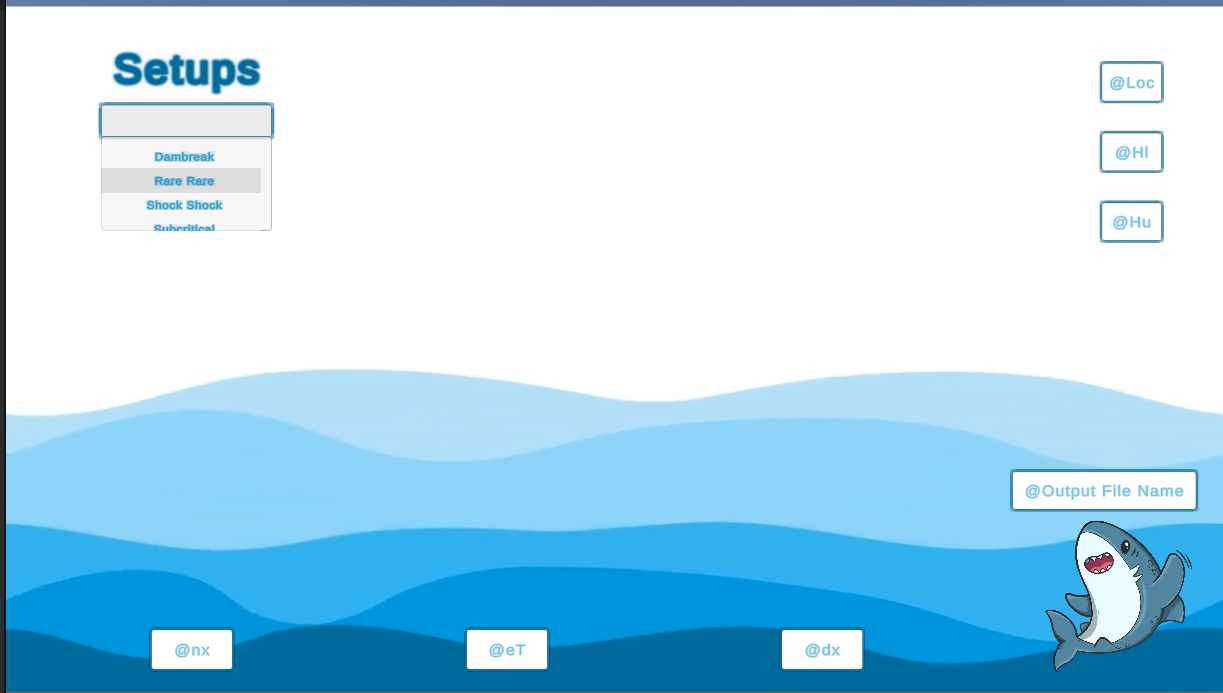 Setups
Dambreak
Rare Rare
Shock Shock
Subcritical
@Loc
@Hl
@Hu
@Output File Name
@nx
@eT
@dx